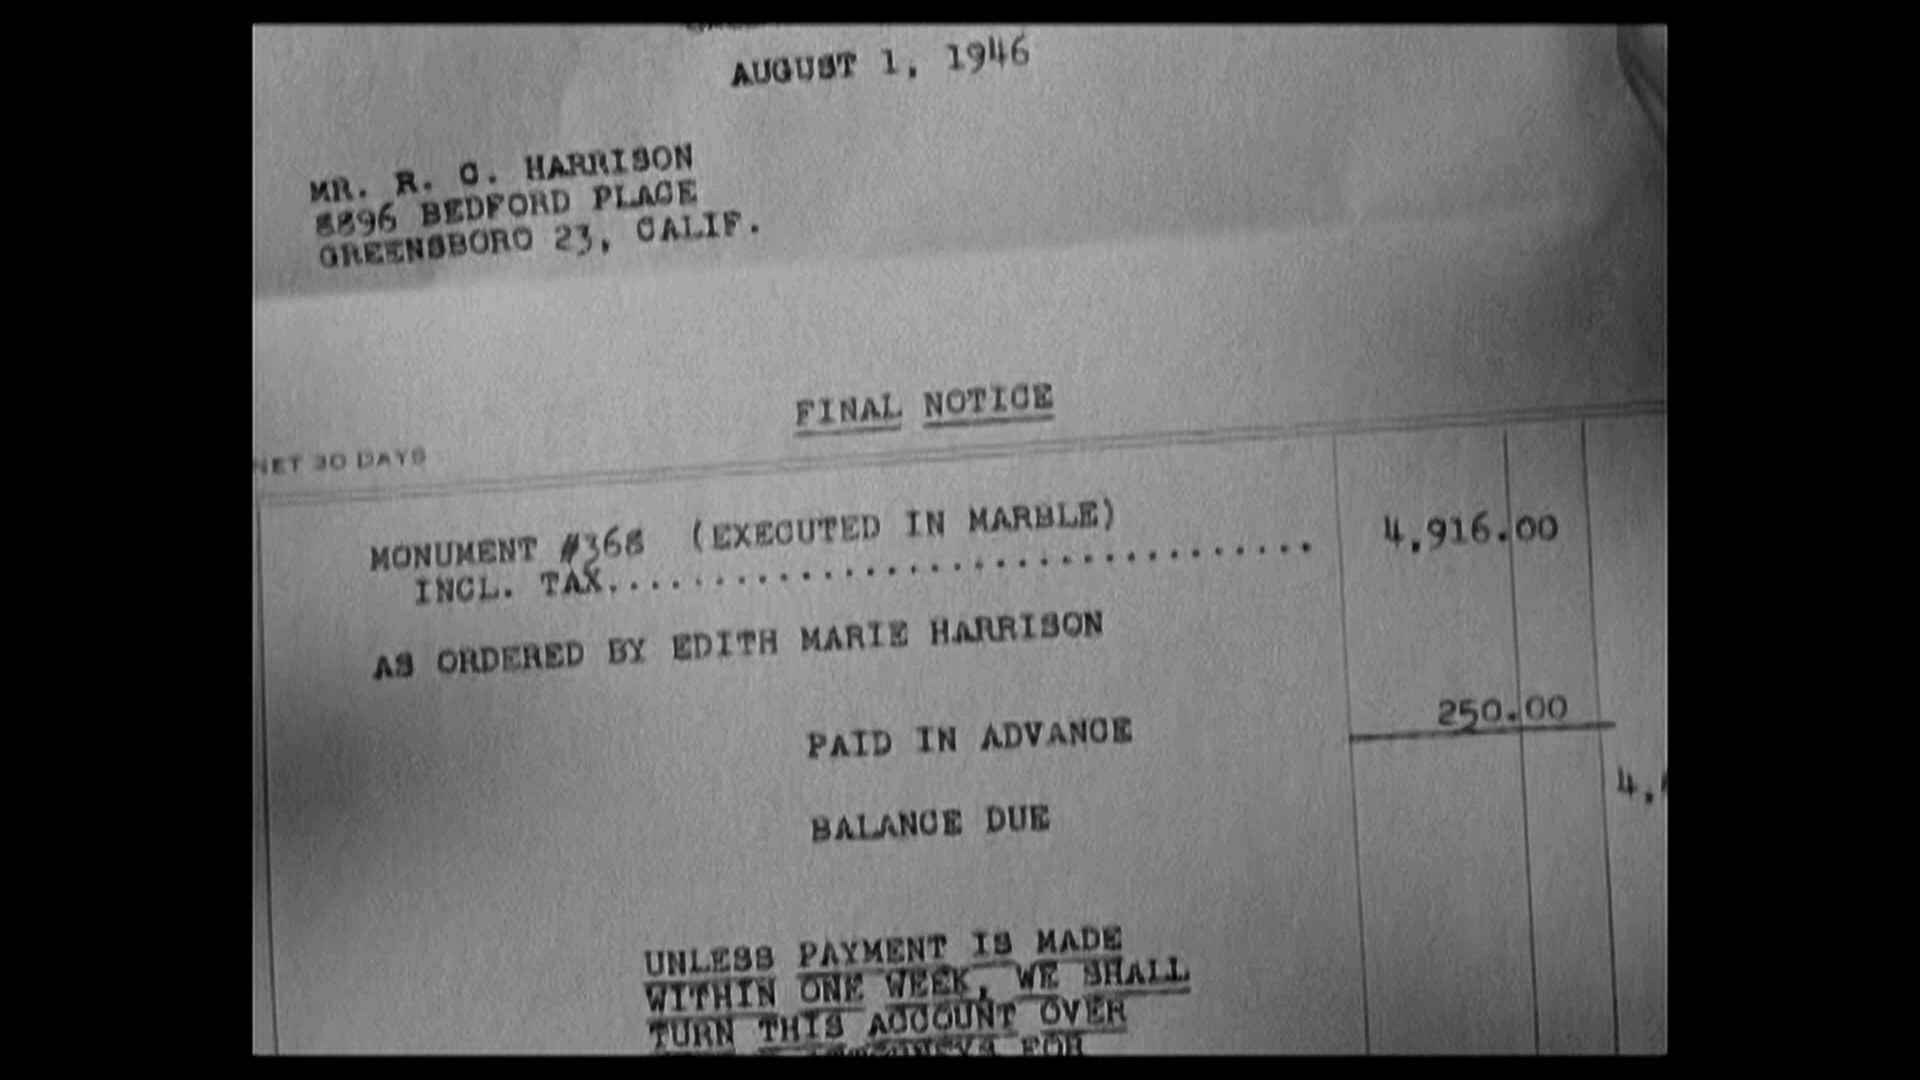 AUGUST 1, 1946
MR. R. C. HARRISON
8896 BEDFORD PLACE
GREENSBORO 23, CALIF.
FINAL NOTICE
NET 30 DAYS
MONUMENT #368 (EXECUTED IN MARBLE) 4,916.00
INCL. TAX..............................
AS ORDERED BY EDITH MARIE HARRISON
PAID IN ADVANCE 250.00
4,
BALANCE DUE
UNLESS PAYMENT IS MADE
WITHIN ONE WEEK, WE SHALL
TURN THIS ACCOUNT OVER
FOR